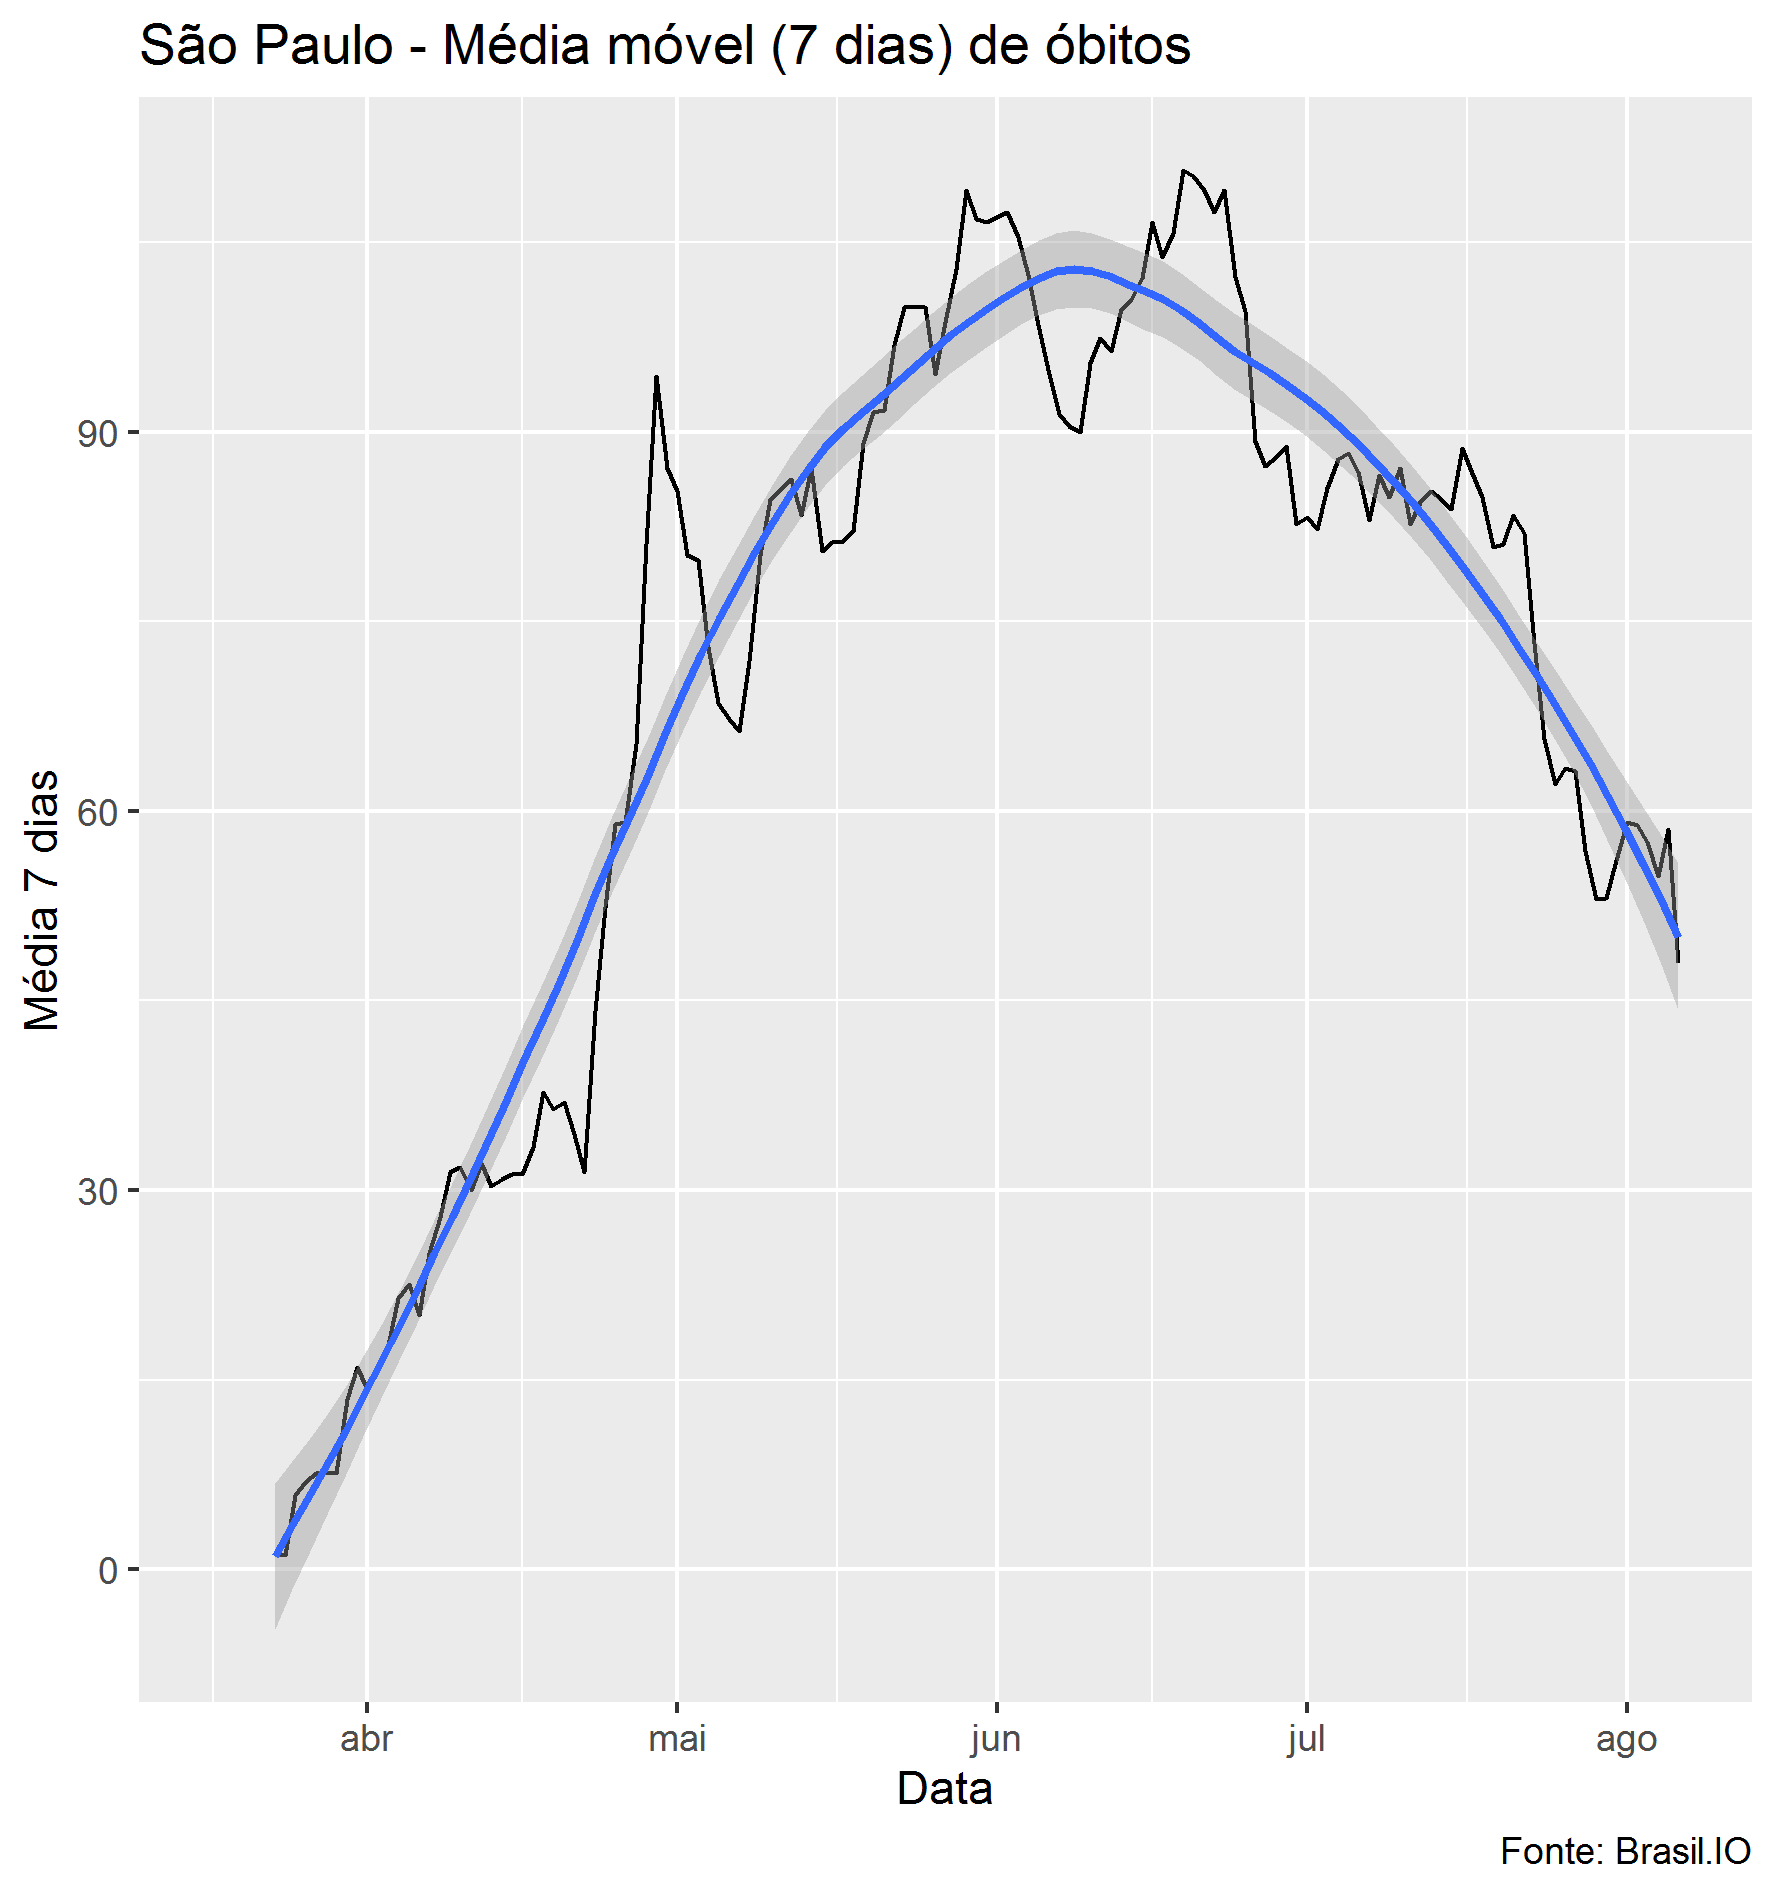 São Paulo - Média móvel (7 dias) de óbitos
Média 7 dias
90
60
30
0
abr mai jun jul ago
Data
Fonte: Brasil.IO